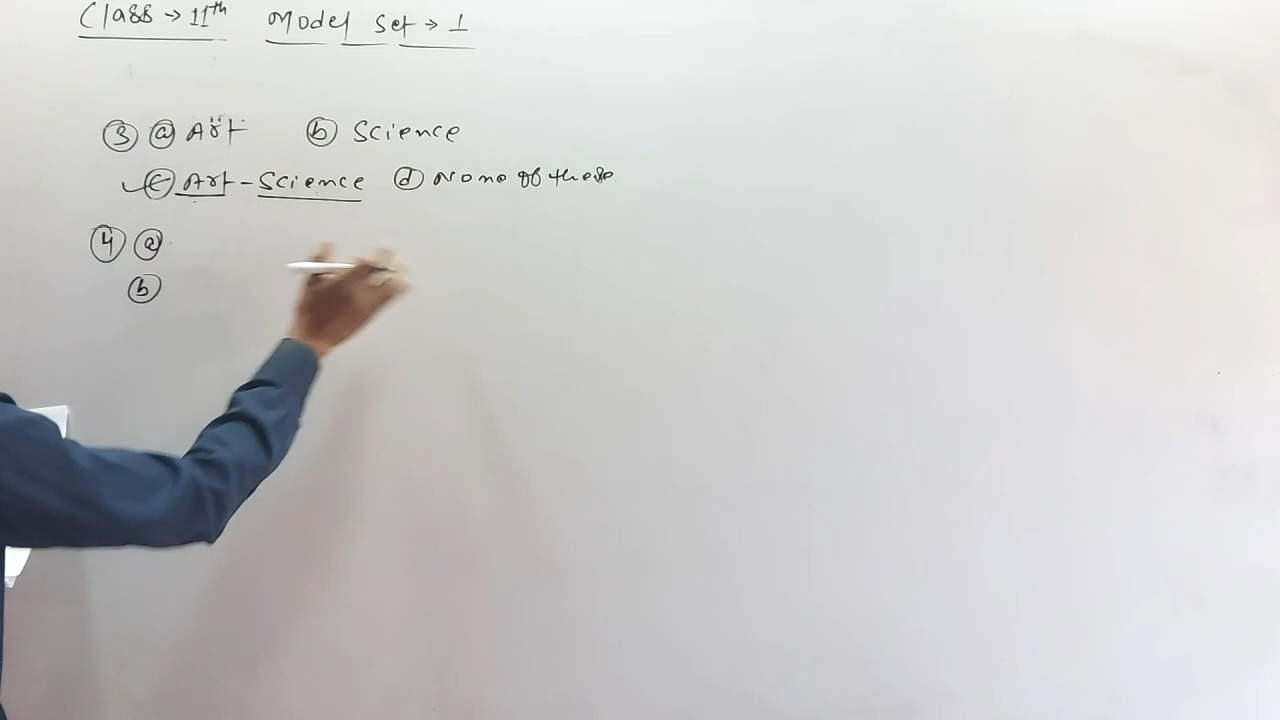 Class → 11th Model Set → 1
③ ⓐ Art ⓑ Science
✓ⓒ Art - Science ⓓ None of these
④ ⓐ
ⓑ